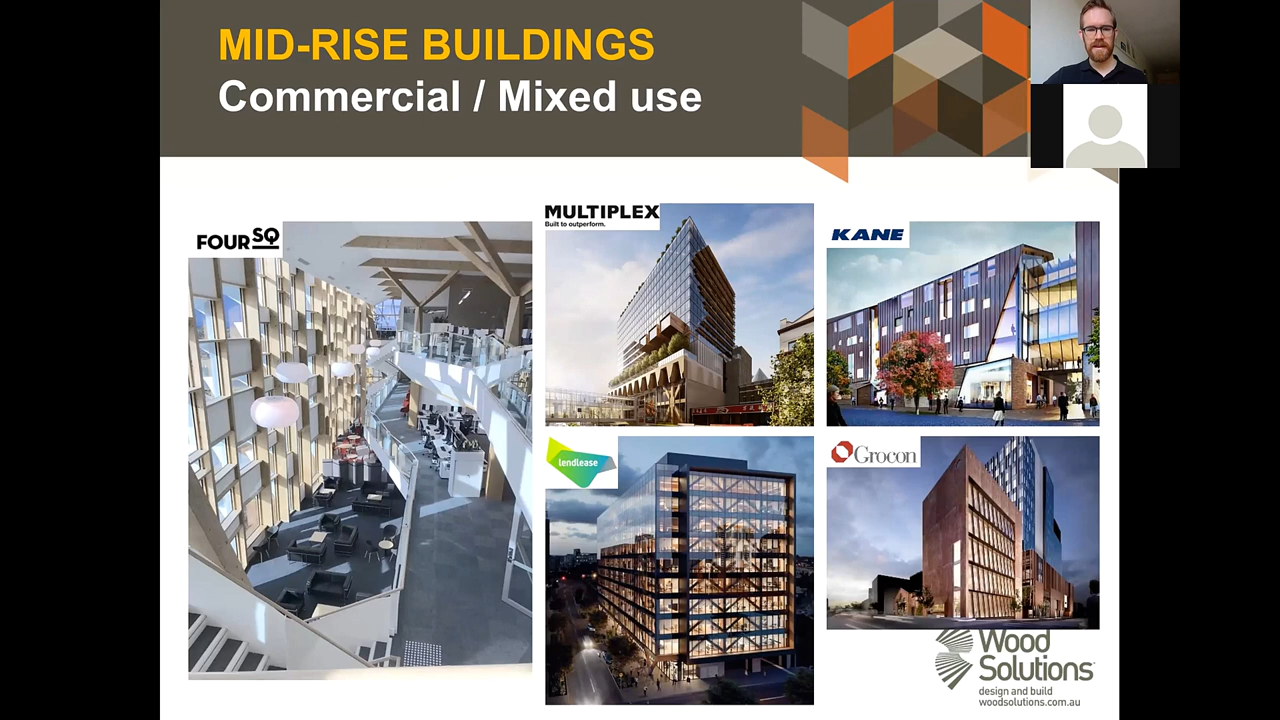 MID-RISE BUILDINGS
Commercial / Mixed use
FOUR SQ
MULTIPLEX
Built to outperform.
KANE
lendlease
Grocon
Wood
Solutions
design and build
woodsolutions.com.au